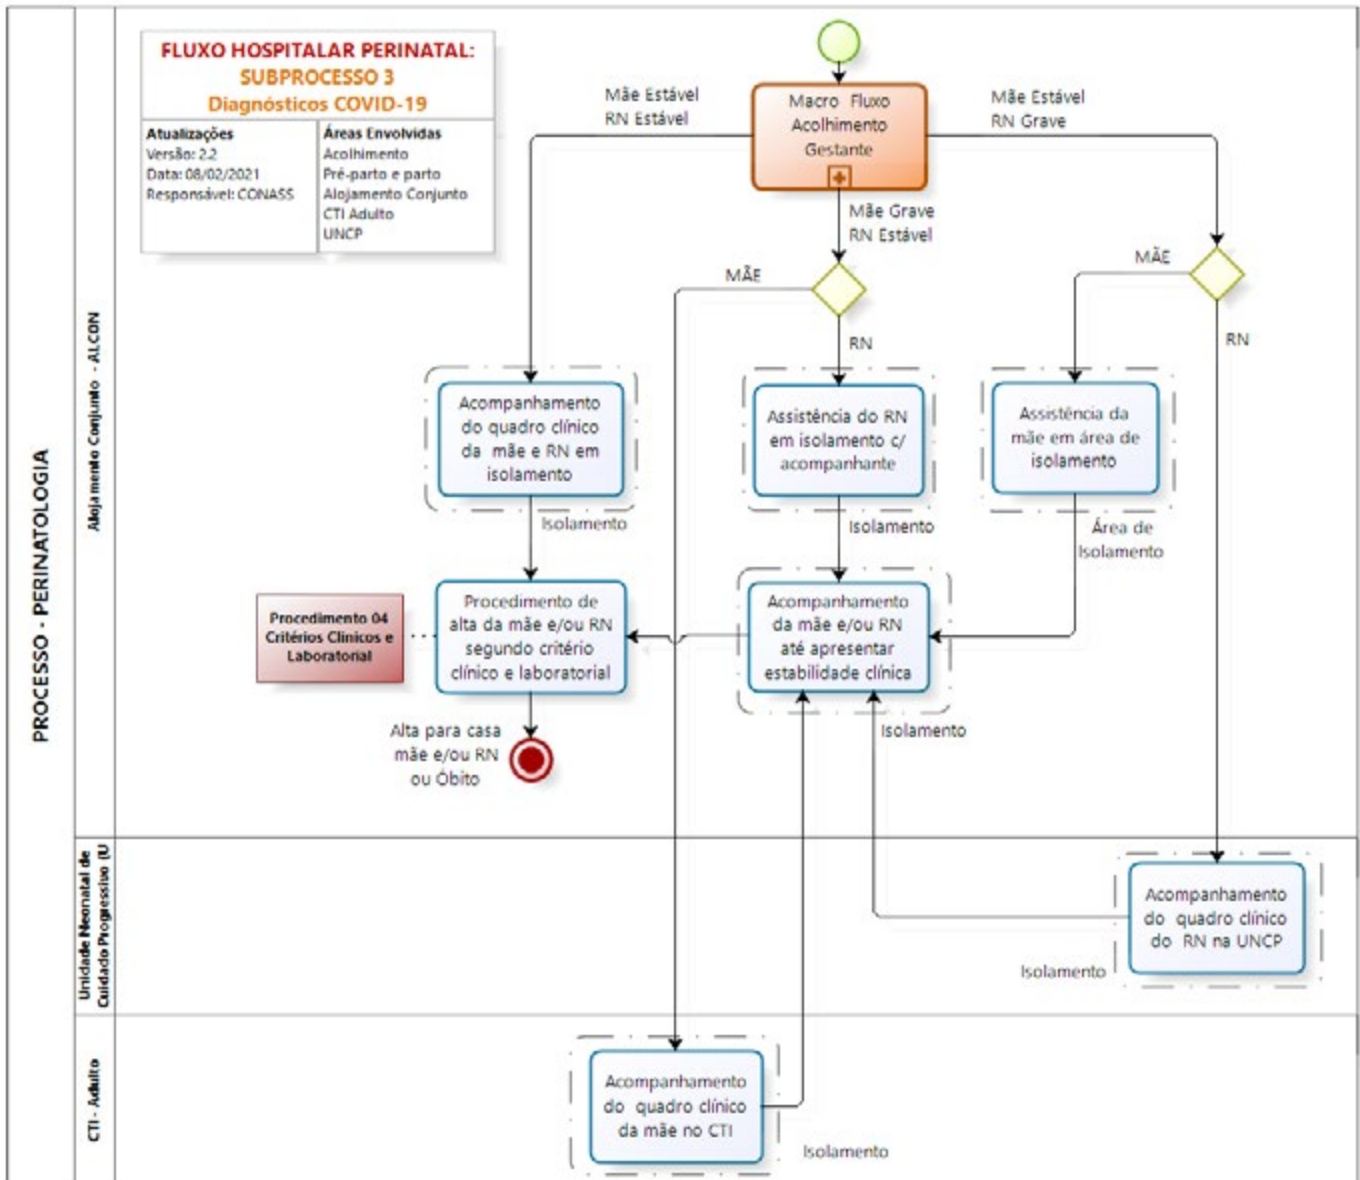 FLUXO HOSPITALAR PERINATAL:
SUBPROCESSO 3
Diagnósticos COVID-19
Atualizações
Versão: 2.2
Data: 08/02/2021
Responsável: CONASS
Áreas Envolvidas
Acolhimento
Pré-parto e parto
Alojamento Conjunto
CTI Adulto
UNCP
Mãe Estável
RN Estável
Macro Fluxo
Acolhimento
Gestante
Mãe Estável
RN Grave
Mãe Grave
RN Estável
MÃE
RN
MÃE
RN
PROCESSO - PERINATOLOGIA
Alojamento Conjunto - ALCON
Acompanhamento
do quadro clínico
da mãe e RN em
isolamento
Isolamento
Assistência do RN
em isolamento c/
acompanhante
Isolamento
Assistência da
mãe em área de
isolamento
Área de
Isolamento
Procedimento 04
Critérios Clínicos e
Laboratorial
Procedimento de
alta da mãe e/ou RN
segundo critério
clínico e laboratorial
Acompanhamento
da mãe e/ou RN
até apresentar
estabilidade clínica
Isolamento
Alta para casa
mãe e/ou RN
ou Óbito
Unidade Neonatal de
Cuidado Progressivo (U
Acompanhamento
do quadro clínico
do RN na UNCP
Isolamento
CTI - Adulto
Acompanhamento
do quadro clínico
da mãe no CTI
Isolamento